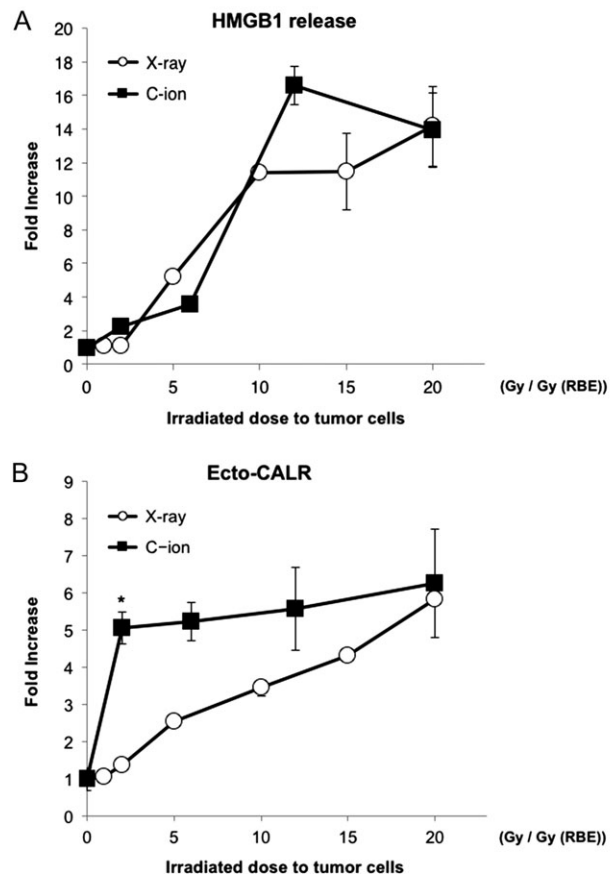 A
HMGB1 release
X-ray
C-ion
20
18
16
14
12
10
8
6
4
2
0
Fold Increase
0 5 10 15 20 (Gy / Gy (RBE))
Irradiated dose to tumor cells
B
Ecto-CALR
X-ray
C-ion
9
8
7
6
5
4
3
2
1
0
*
Fold Increase
0 5 10 15 20 (Gy / Gy (RBE))
Irradiated dose to tumor cells